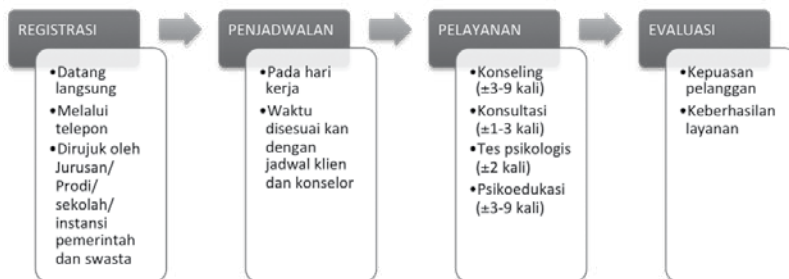 REGISTRASI
•Datang
langsung
•Melalui
telepon
•Dirujuk oleh
Jurusan/
Prodi/
sekolah/
instansi
pemerintah
dan swasta
PENJADWALAN
•Pada hari
kerja
•Waktu
disesuai kan
dengan
jadwal klien
dan konselor
PELAYANAN
•Konseling
(±3-9 kali)
•Konsultasi
(±1-3 kali)
•Tes psikologis
(±2 kali)
•Psikoedukasi
(±3-9 kali)
EVALUASI
•Kepuasan
pelanggan
•Keberhasilan
layanan